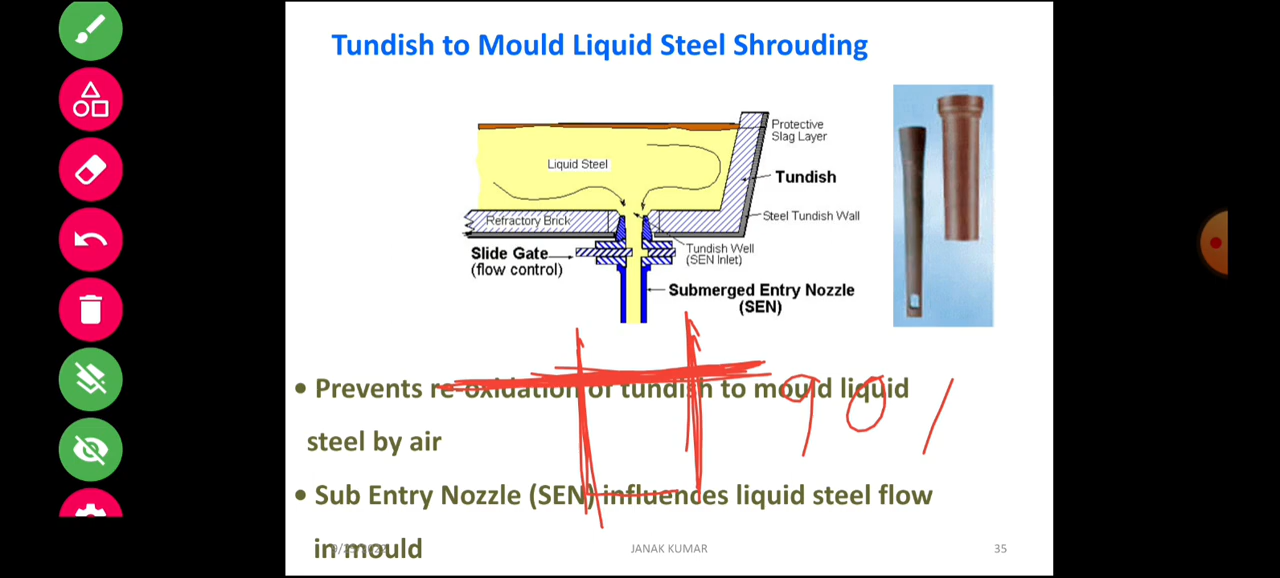 Tundish to Mould Liquid Steel Shrouding
Protective
Slag Layer
Liquid Steel
Tundish
Refractory Brick
Steel Tundish Wall
Slide Gate
(flow control)
Tundish Well
(SEN Inlet)
Submerged Entry Nozzle
(SEN)
• Prevents re-oxidation of tundish to mould liquid
90/
steel by air
• Sub Entry Nozzle (SEN) influences liquid steel flow
in mould
JANAK KUMAR
35